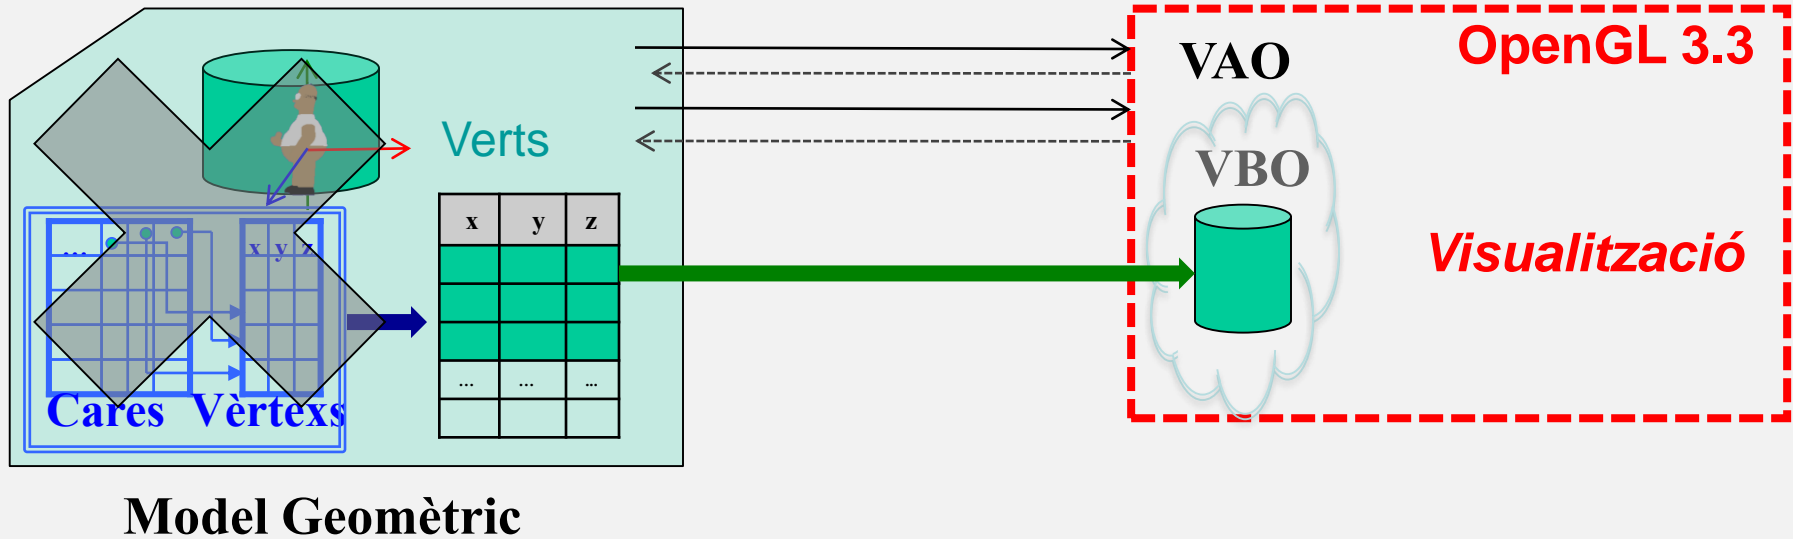 OpenGL 3.3
VAO
Verts
VBO
x y z
... x y z
Visualització
... ... ...
Cares Vèrtexs
Model Geomètric